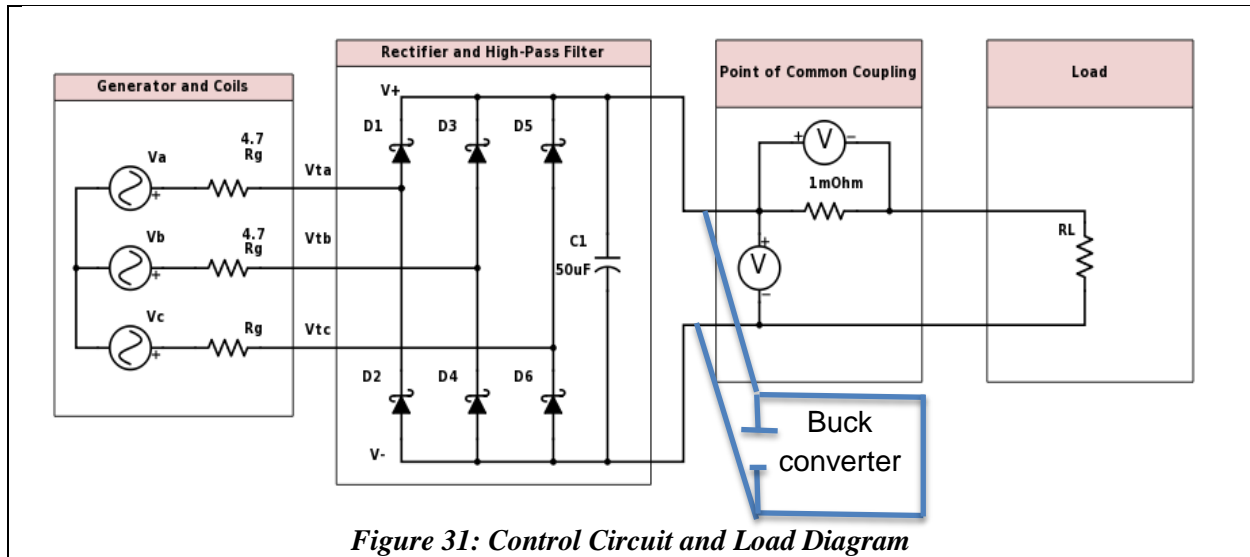 Rectifier and High-Pass Filter
Generator and Coils
Point of Common Coupling
Load
V+
D1
D3
D5
4.7
Rg
Va
Vta
+
V
−
1mOhm
4.7
Rg
Vb
Vtb
C1
50uF
+
V
−
RL
Vc
Rg
Vtc
D2
D4
D6
V-
Buck
converter
Figure 31: Control Circuit and Load Diagram